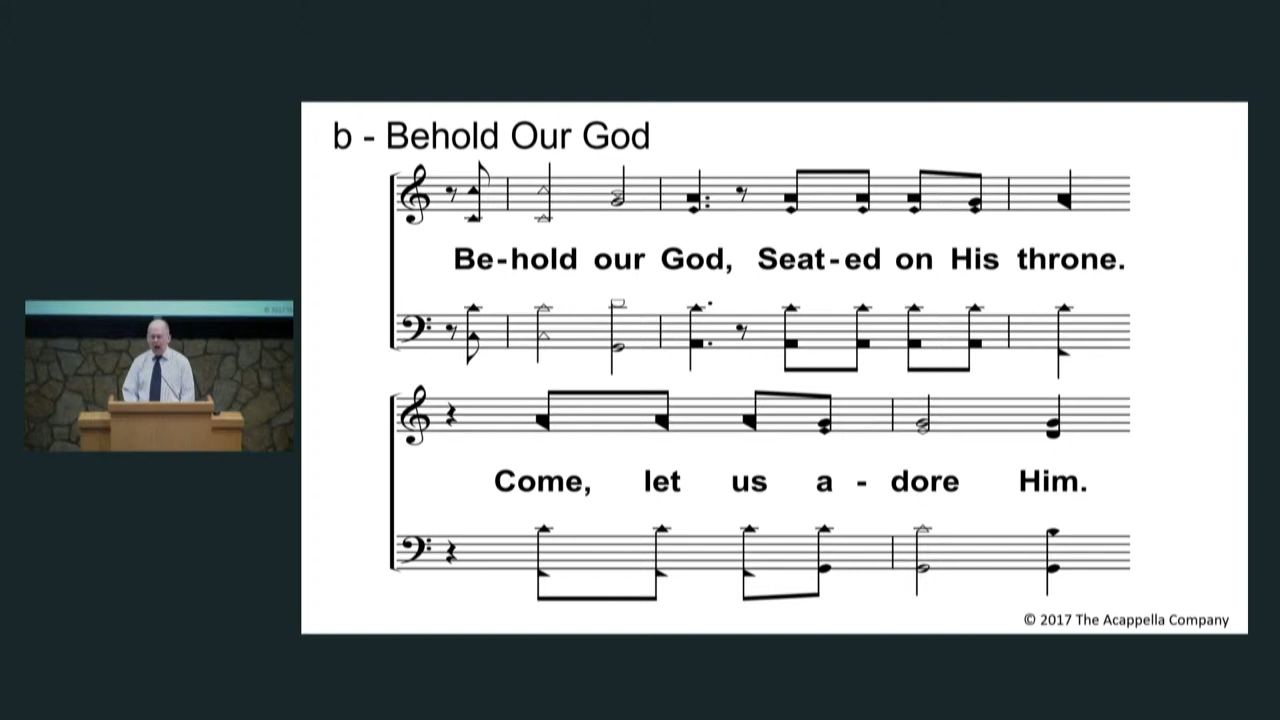 b - Behold Our God
Be-hold our God, Seat-ed on His throne.
Come, let us a - dore Him.
© 2017 The Acappella Company